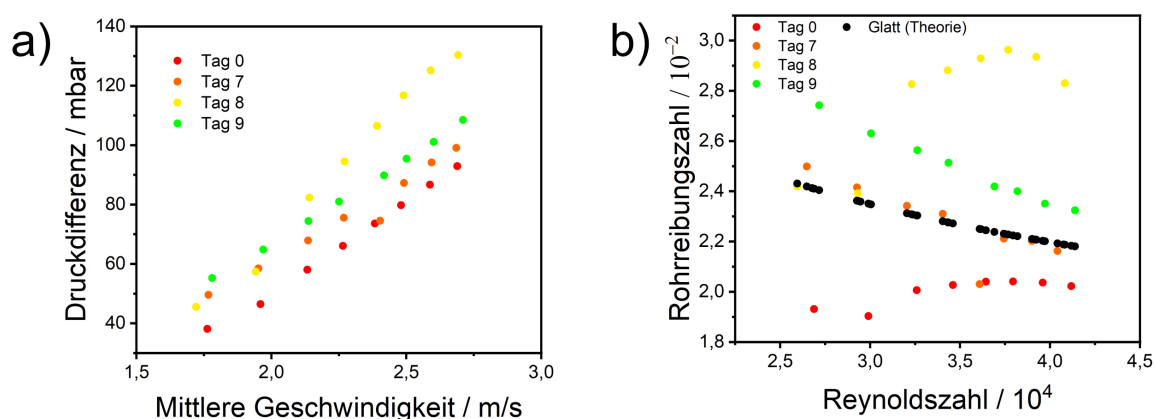 a)
Druckdifferenz / mbar
140
120
100
80
60
40
Tag 0
Tag 7
Tag 8
Tag 9
1,5 2,0 2,5 3,0
Mittlere Geschwindigkeit / m/s
b)
Rohrreibungszahl / 10⁻²
3,0
2,8
2,6
2,4
2,2
2,0
1,8
Tag 0 Glatt (Theorie)
Tag 7
Tag 8
Tag 9
2,5 3,0 3,5 4,0 4,5
Reynoldszahl / 10⁴